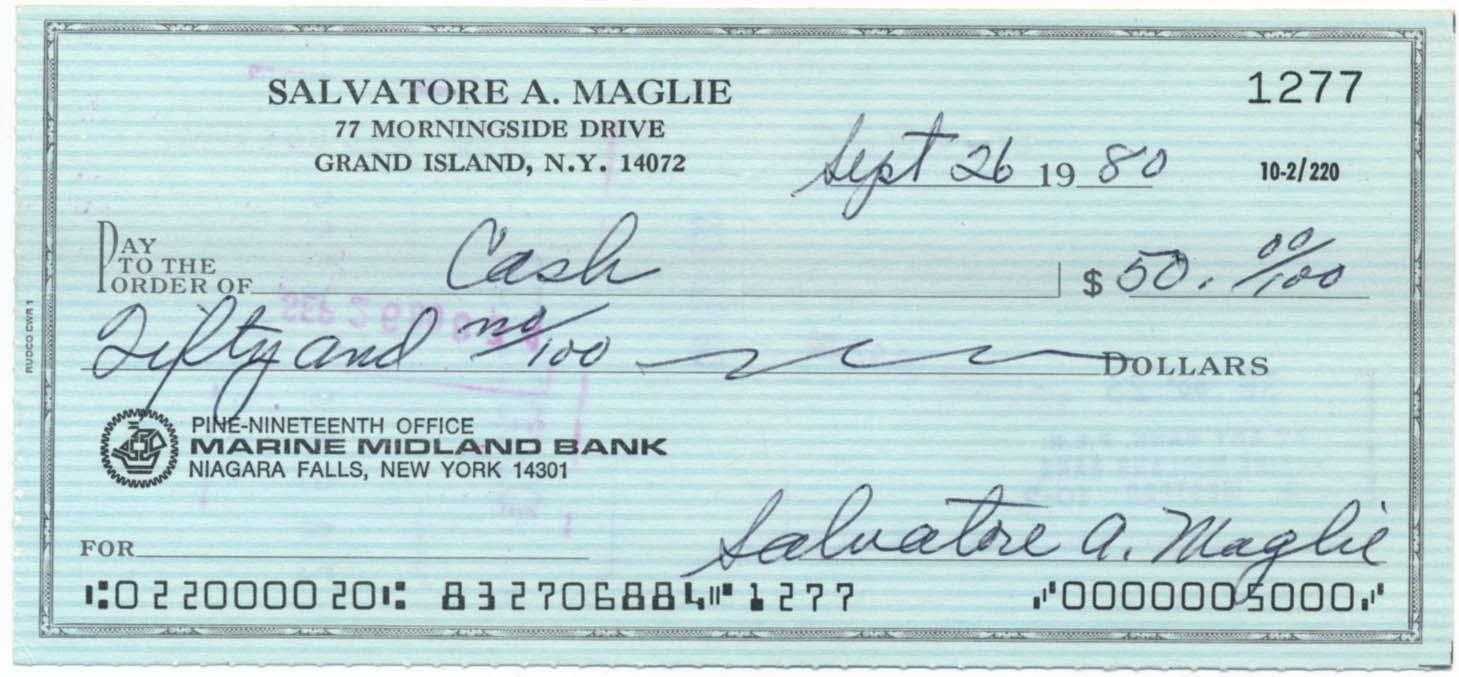 SALVATORE A. MAGLIE
1277
77 MORNINGSIDE DRIVE
GRAND ISLAND, N.Y. 14072
Sept 26 19 80
10-2/220
PAY TO THE ORDER OF Cash $ 50. 00/100
Fifty and no/100 DOLLARS
RUDCO CWR 1
PINE-NINETEENTH OFFICE
MARINE MIDLAND BANK
NIAGARA FALLS, NEW YORK 14301
FOR
Salvatore A. Maglie
⑆022000020⑆ 832706884⑈ 1277 ⑈0000005000⑈